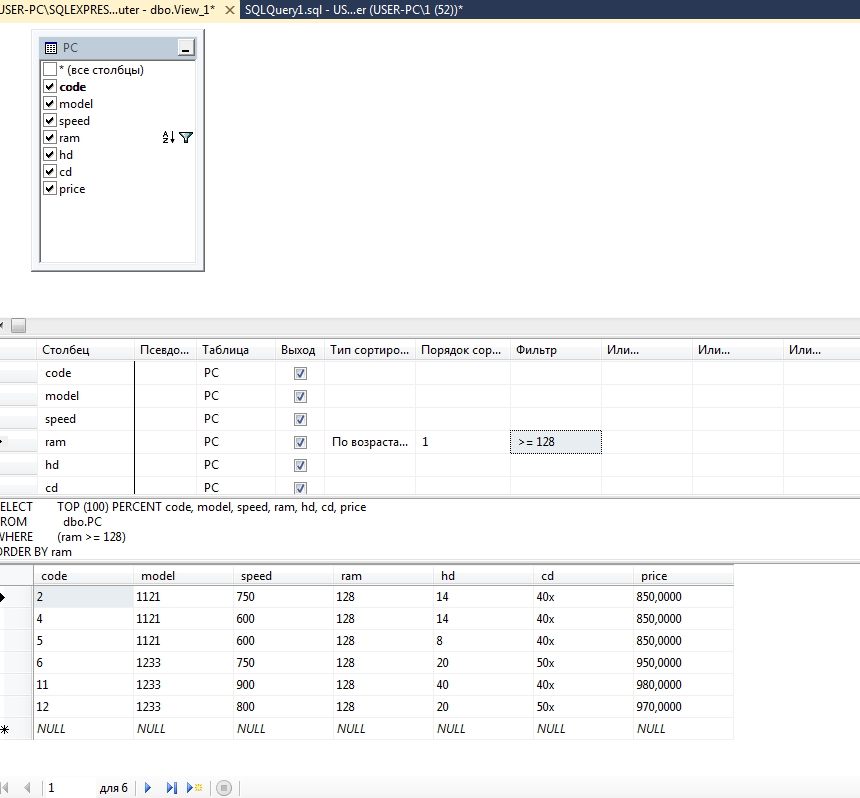 USER-PC\SQLEXPRES...uter - dbo.View_1* SQLQuery1.sql - US...er (USER-PC\1 (52))*
PC
* (все столбцы)
code
model
speed
ram
hd
cd
price
Столбец Псевдо... Таблица Выход Тип сортиро... Порядок сор... Фильтр Или... Или... Или...
code PC
model PC
speed PC
ram PC По возраста... 1 >= 128
hd PC
cd PC
ELECT TOP (100) PERCENT code, model, speed, ram, hd, cd, price
ROM dbo.PC
WHERE (ram >= 128)
ORDER BY ram
code model speed ram hd cd price
2 1121 750 128 14 40x 850,0000
4 1121 600 128 14 40x 850,0000
5 1121 600 128 8 40x 850,0000
6 1233 750 128 20 50x 950,0000
11 1233 900 128 40 40x 980,0000
12 1233 800 128 20 50x 970,0000
NULL NULL NULL NULL NULL NULL NULL
1 для 6